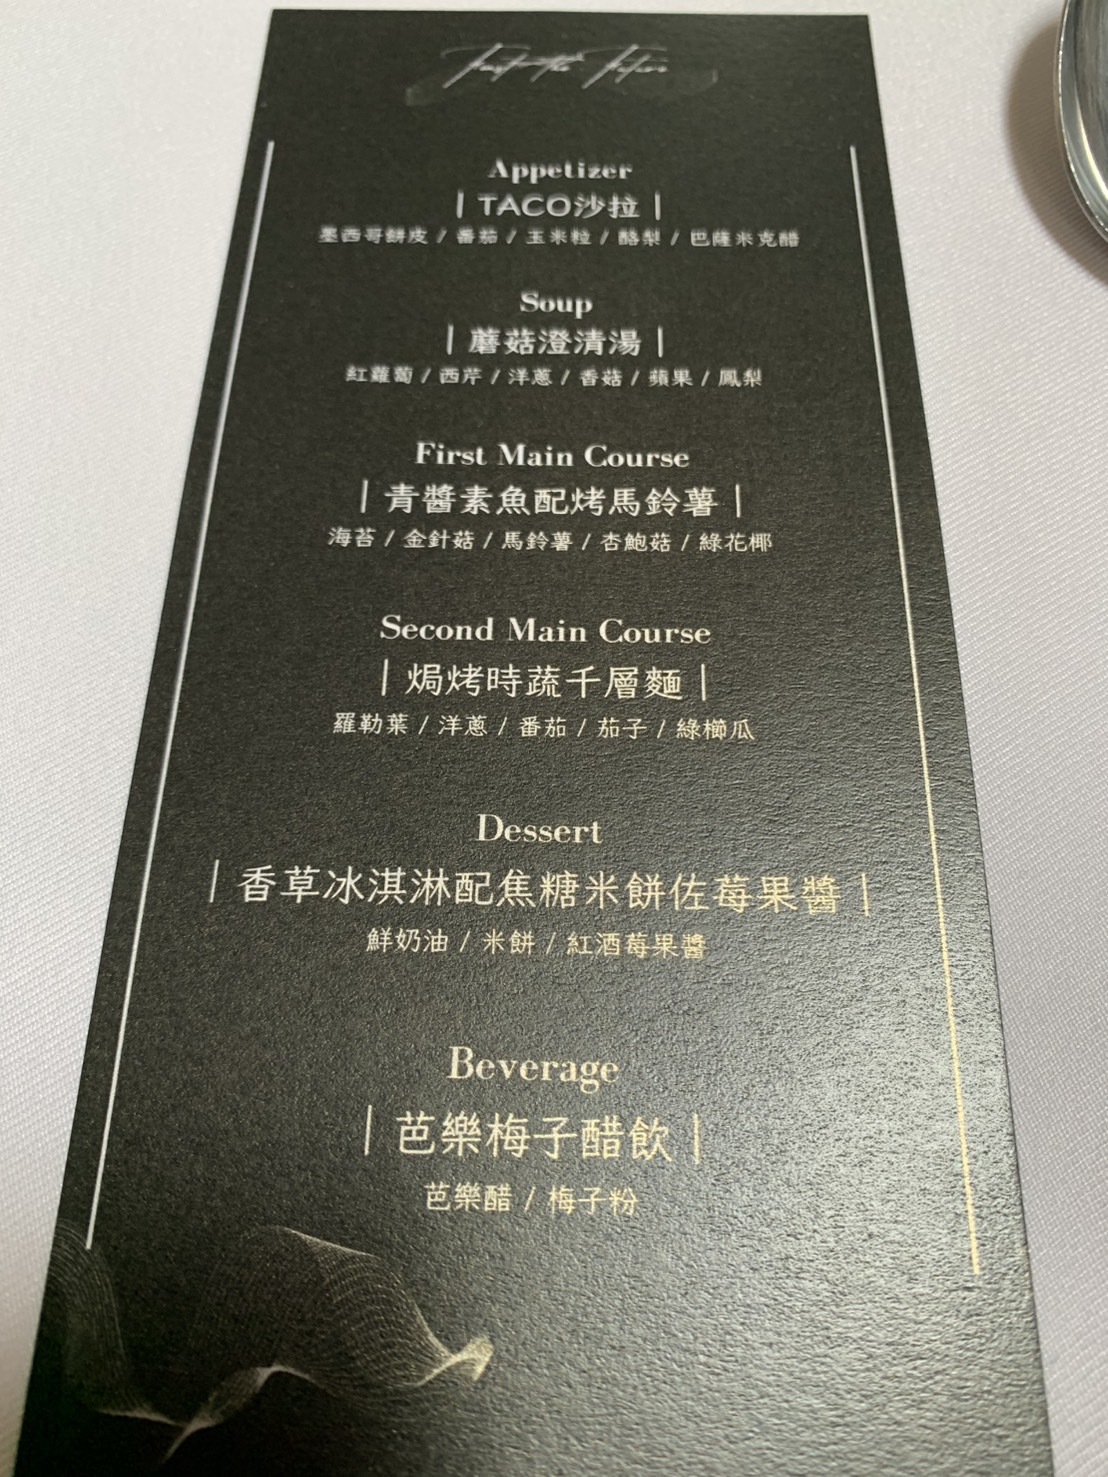 Appetizer
| TACO沙拉 |
墨西哥餅皮 / 番茄 / 玉米粒 / 酪梨 / 巴薩米克醋
Soup
| 蘑菇澄清湯 |
紅蘿蔔 / 西芹 / 洋蔥 / 香菇 / 蘋果 / 鳳梨
First Main Course
| 青醬素魚配烤馬鈴薯 |
海苔 / 金針菇 / 馬鈴薯 / 杏鮑菇 / 綠花椰
Second Main Course
| 焗烤時蔬千層麵 |
羅勒葉 / 洋蔥 / 番茄 / 茄子 / 綠櫛瓜
Dessert
| 香草冰淇淋配焦糖米餅佐莓果醬 |
鮮奶油 / 米餅 / 紅酒莓果醬
Beverage
| 芭樂梅子醋飲 |
芭樂醋 / 梅子粉